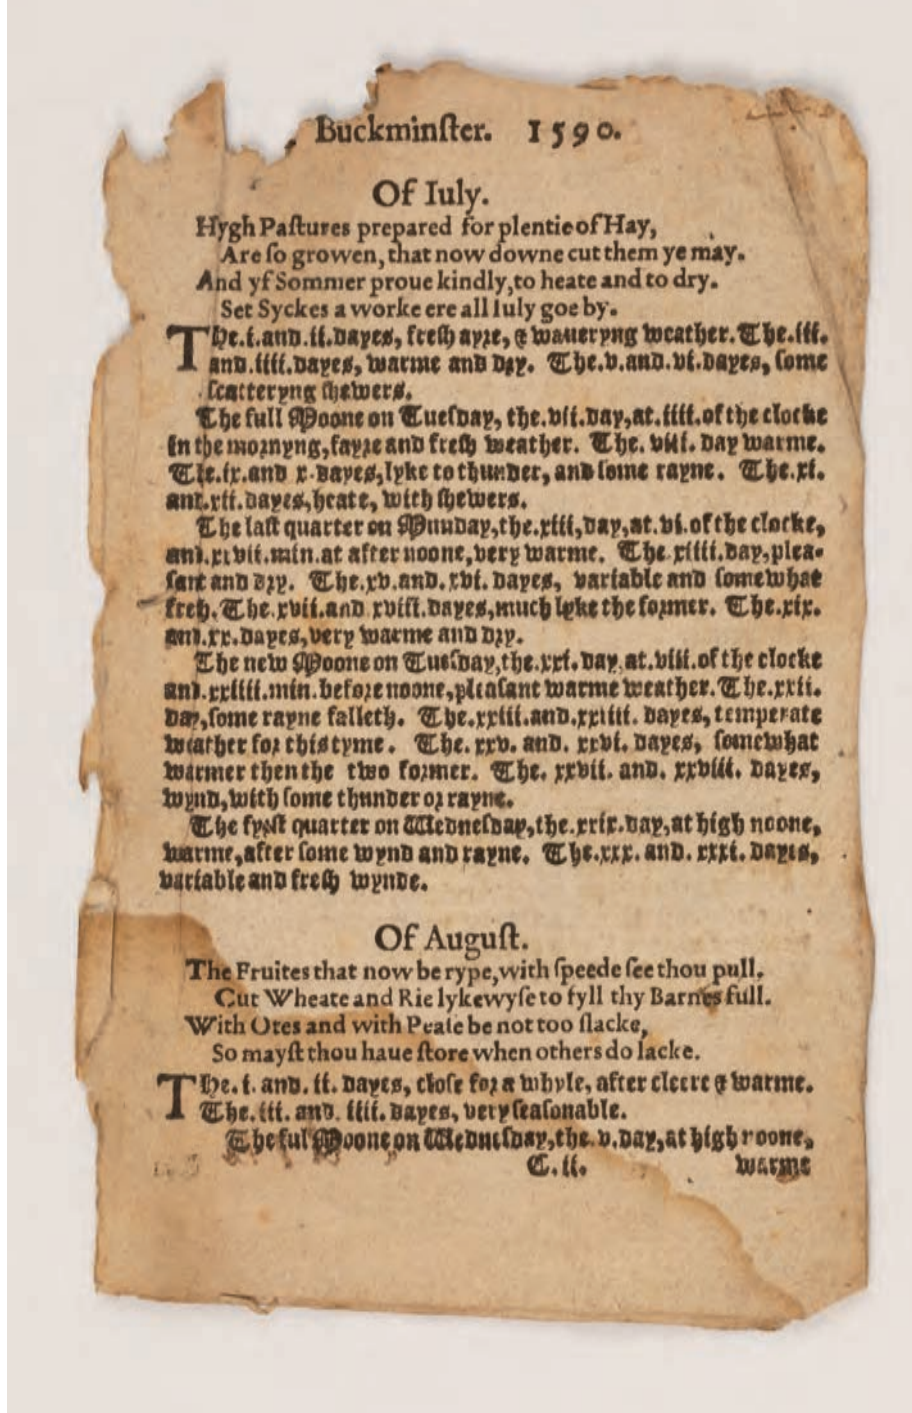 Buckminſter. 1590.
Of Iuly.
Hygh Paſtures prepared for plentie of Hay,
Are ſo growen, that now downe cut them ye may.
And yf Sommer proue kindly, to heate and to dry.
Set Syckes a worke ere all Iuly goe by.
The.i.and.ii.dayes, freſh ayre, & waueryng weather. The.iii.
and.iiii.dayes, warme and dry. The.v.and.vi.dayes, ſome
ſcatteryng ſhewers.
The full Moone on Tueſday, the.vii.day,at.iiii.of the clocke
in the mornyng, fayre and freſh weather. The. viii. day warme.
The.ix.and x.dayes, lyke to thunder, and ſome rayne. The.xi.
and.xii.dayes, heate, with ſhewers.
The laſt quarter on Munday,the.xiii,day,at.vi.of the clocke,
and.xlvii.min.at after noone, very warme. The.xiiii.day, plea-
ſant and dry. The.xv.and.xvi. dayes, variable and ſomewhat
freſh. The.xvii.and xviii.dayes, much lyke the former. The.xix.
and.xx.dayes, very warme and dry.
The new Moone on Tueſday,the.xxi.day,at.viii.of the clocke
and.xxiiii.min.before noone, pleaſant warme weather. The.xxii.
day, ſome rayne falleth. The.xxiii.and.xxiiii. dayes, temperate
weather for this tyme. The. xxv. and. xxvi. dayes, ſomewhat
warmer then the two former. The. xxvii. and. xxviii. dayes,
wynd, with ſome thunder or rayne.
The fyrſt quarter on Wedneſday,the.xxix.day,at high noone,
warme, after ſome wynd and rayne. The.xxx. and. xxxi. dayes,
variable and freſh wynde.
Of Auguſt.
The Fruites that now be rype, with ſpeede ſee thou pull.
Cut Wheate and Rie lykewyſe to fyll thy Barnes full.
With Otes and with Peaſe be not too ſlacke,
So mayſt thou haue ſtore when others do lacke.
The. i. and. ii. dayes, cloſe for a whyle, after cleere & warme.
The.iii. and. iiii. dayes, very ſeaſonable.
The ful Moone on Wedneſday,the.v.day,at high noone,
C.ii. warme